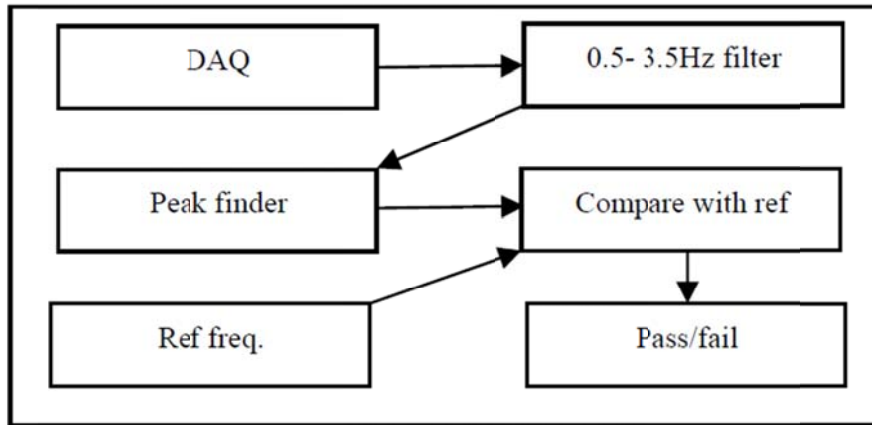 DAQ
0.5- 3.5Hz filter
Peak finder
Compare with ref
Ref freq.
Pass/fail